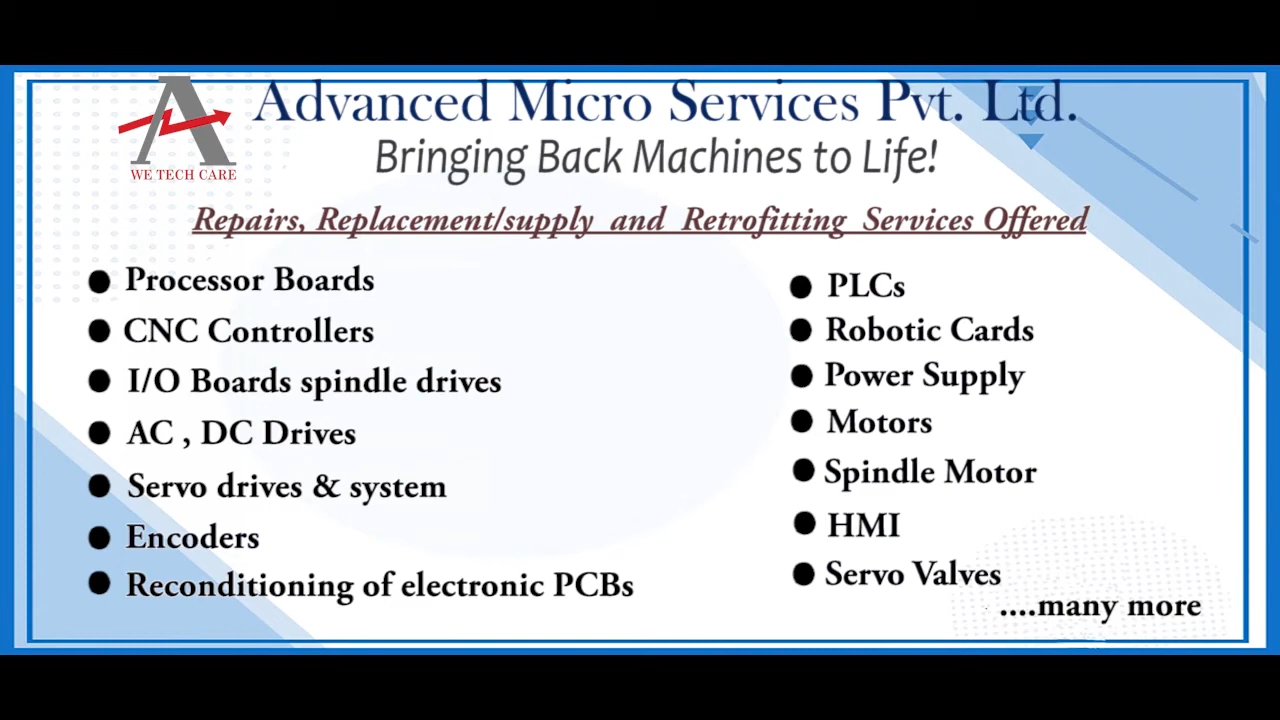 Advanced Micro Services Pvt. Ltd.
WE TECH CARE
Bringing Back Machines to Life!
Repairs, Replacement/supply and Retrofitting Services Offered
Processor Boards
CNC Controllers
I/O Boards spindle drives
AC , DC Drives
Servo drives & system
Encoders
Reconditioning of electronic PCBs
PLCs
Robotic Cards
Power Supply
Motors
Spindle Motor
HMI
Servo Valves
....many more